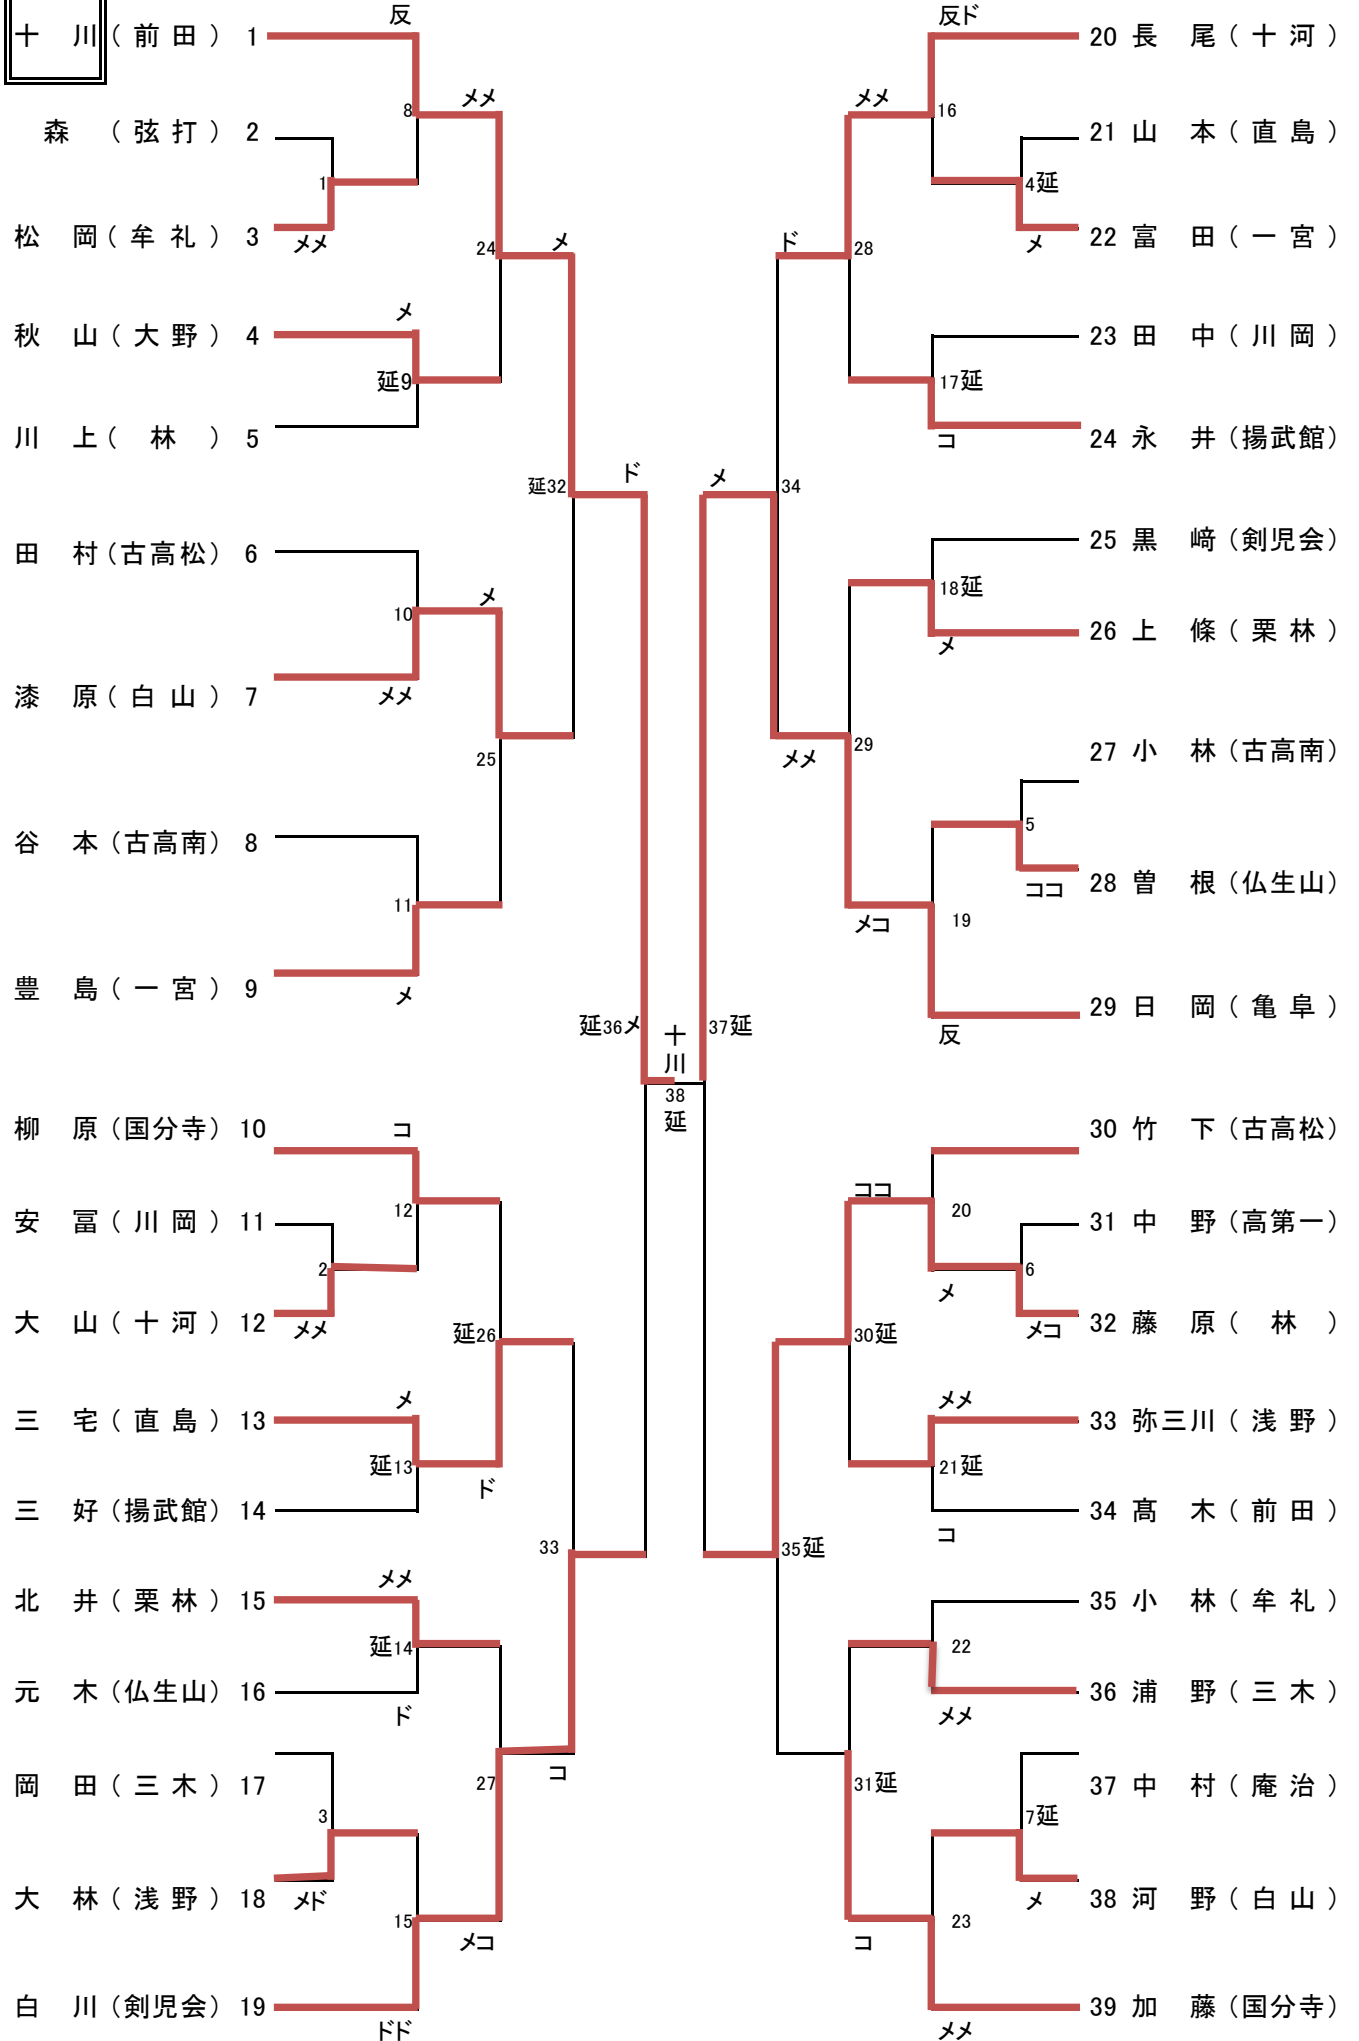 反
十　川（前田）1
メメ
8
森　（弦打）2
1
松　岡（牟礼）3
メメ
24
メ
秋　山（大野）4
メ
延9
川　上（　林　）5
延32
ド
田　村（古高松）6
10
メ
漆　原（白山）7
メメ
25
谷　本（古高南）8
11
豊　島（一宮）9
メ
延36メ
十川
38
延
柳　原（国分寺）10
コ
12
安　冨（川岡）11
2
大　山（十河）12
メメ
延26
三　宅（直島）13
メ
延13
ド
三　好（揚武館）14
33
北　井（栗林）15
メメ
延14
元　木（仏生山）16
ド
コ
岡　田（三木）17
27
3
大　林（浅野）18
メド
15
メコ
白　川（剣児会）19
ドド
反ド
20 長　尾（十河）
メメ
16
21 山　本（直島）
4延
22 富　田（一宮）
メ
ド
28
23 田　中（川岡）
17延
24 永　井（揚武館）
コ
メ
34
25 黒　﨑（剣児会）
18延
26 上　條（栗林）
メ
29
メメ
27 小　林（古高南）
5
28 曽　根（仏生山）
ココ
メコ
19
29 日　岡（亀阜）
反
37延
30 竹　下（古高松）
ココ
20
31 中　野（高第一）
6
メ
32 藤　原（　林　）
メコ
30延
メメ
33 弥三川（浅野）
21延
34 髙　木（前田）
コ
35延
35 小　林（牟礼）
22
36 浦　野（三木）
メメ
31延
37 中　村（庵治）
7延
38 河　野（白山）
メ
コ
23
39 加　藤（国分寺）
メメ